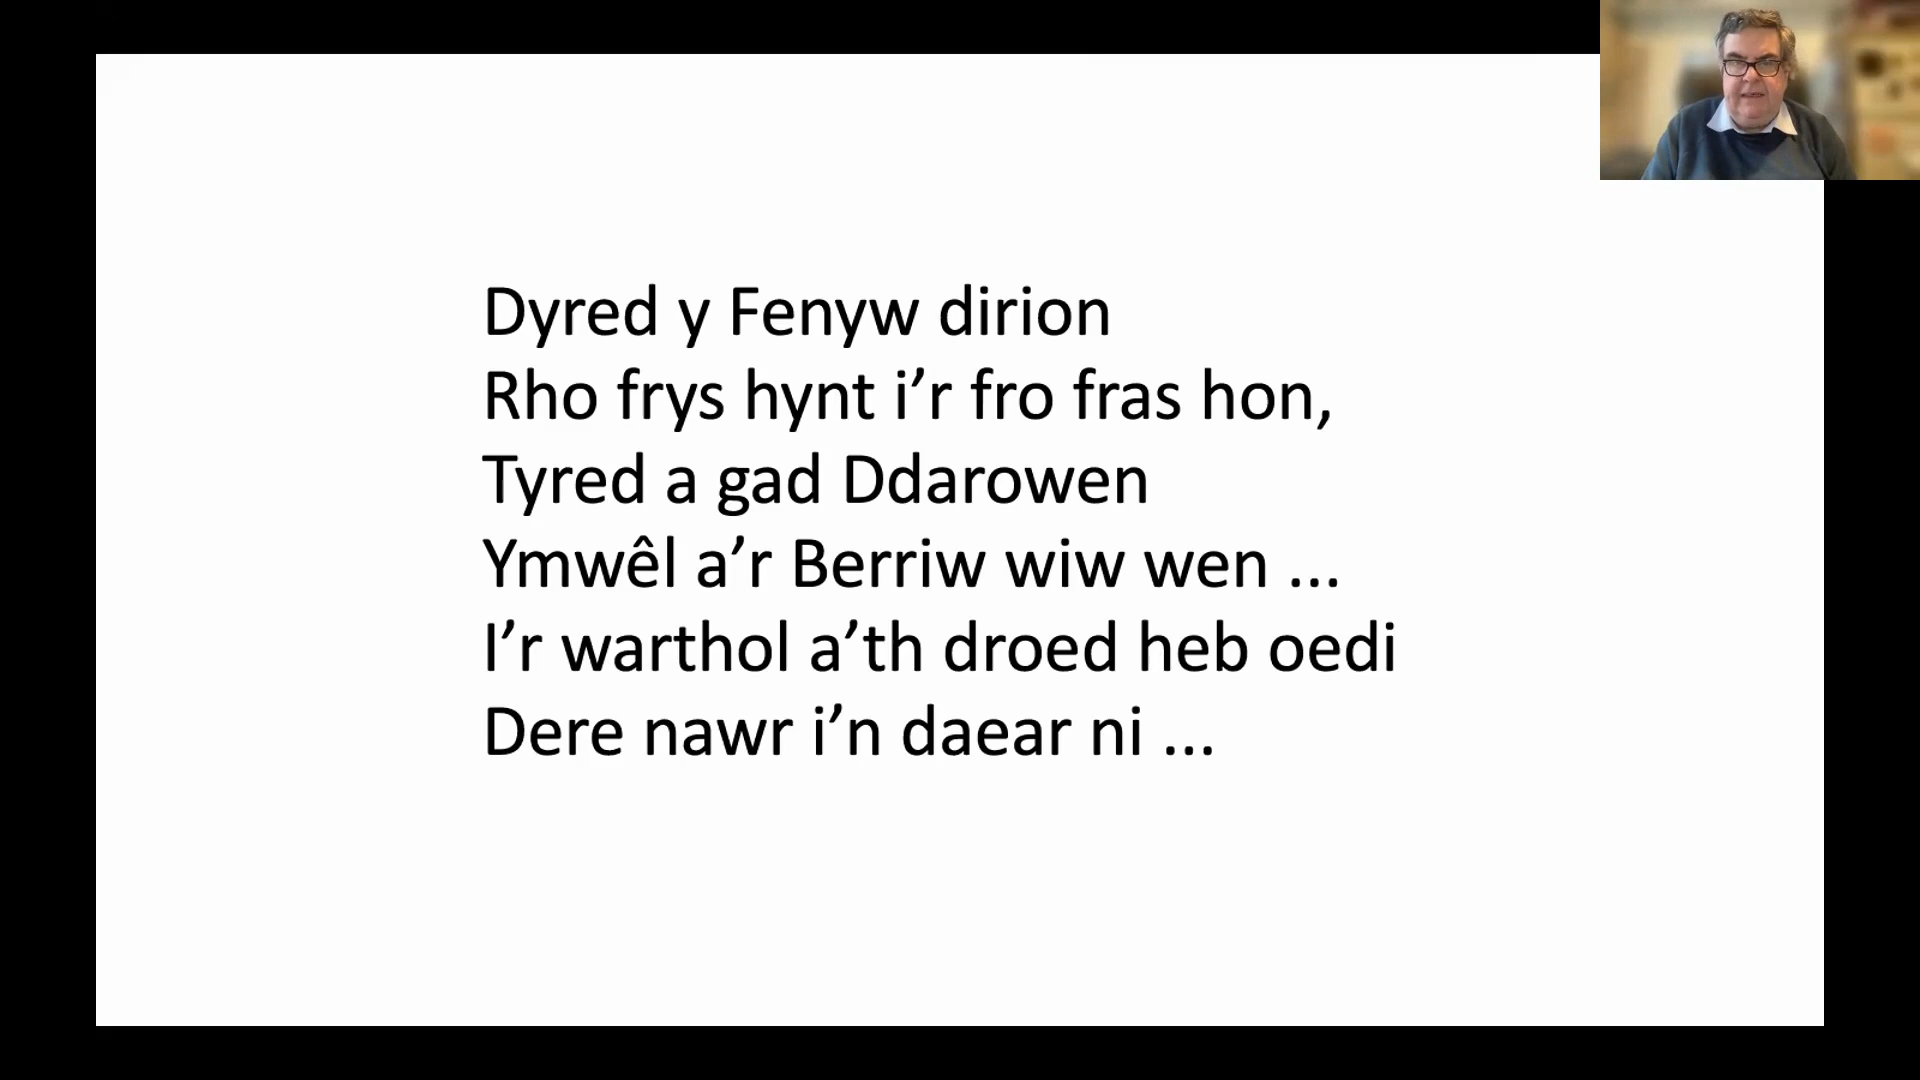 Dyred y Fenyw dirion
Rho frys hynt i’r fro fras hon,
Tyred a gad Ddarowen
Ymwêl a’r Berriw wiw wen ...
I’r warthol a’th droed heb oedi
Dere nawr i’n daear ni ...